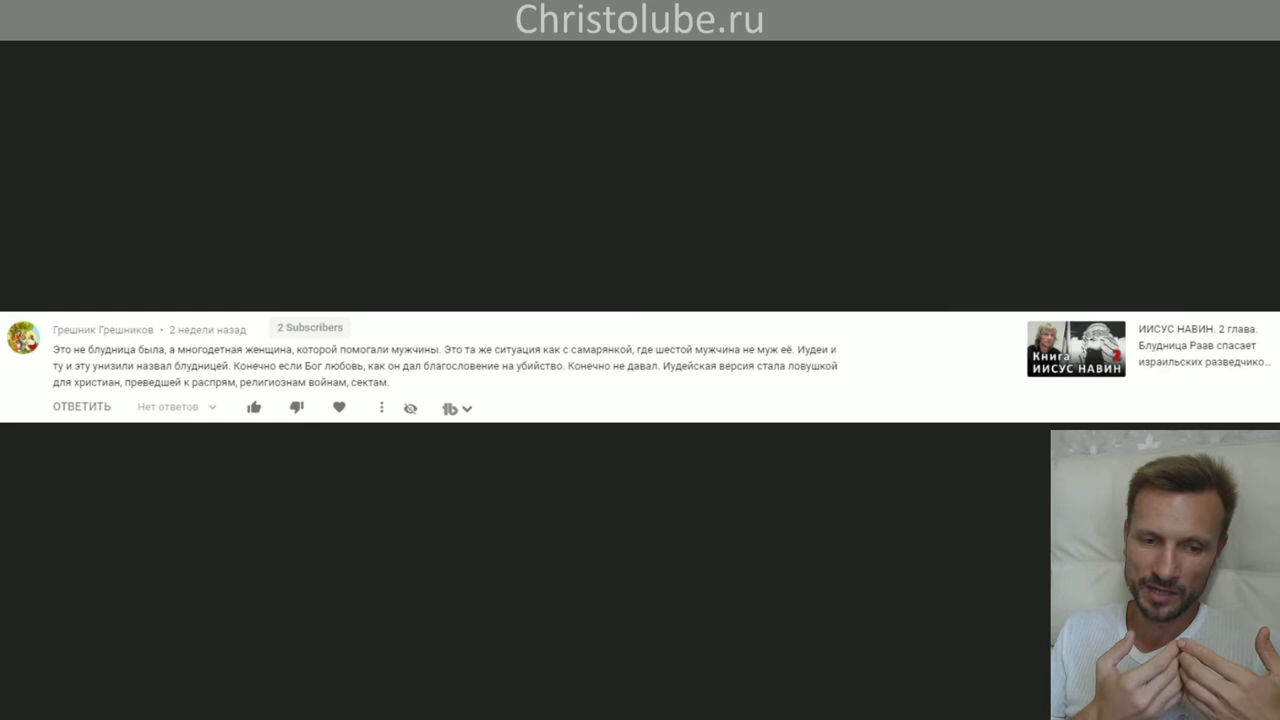 Christolube.ru
Грешник Грешников • 2 недели назад
2 Subscribers
Это не блудница была, а многодетная женщина, которой помогали мужчины. Это та же ситуация как с самарянкой, где шестой мужчина не муж её. Иудеи и
ту и эту унизили назвал блудницей. Конечно если Бог любовь, как он дал благословение на убийство. Конечно не давал. Иудейская версия стала ловушкой
для христиан, преведшей к распрям, религиознам войнам, сектам.
ОТВЕТИТЬ
Нет ответов
Книга 2
ИИСУС НАВИН
ИИСУС НАВИН. 2 глава.
Блудница Раав спасает
израильских разведчико...